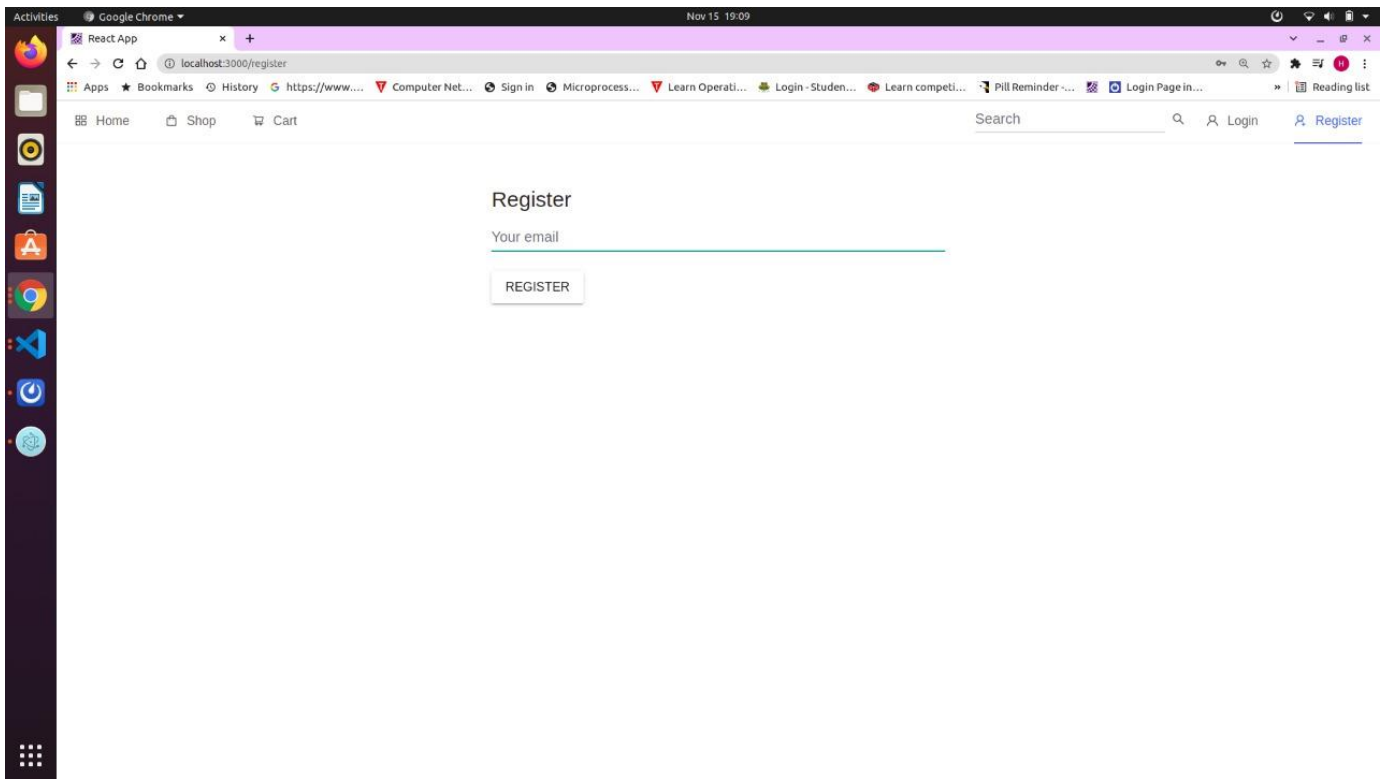 Activities Google Chrome Nov 15 19:09
React App
localhost:3000/register
Apps Bookmarks History https://www.... Computer Net... Sign in Microprocess... Learn Operati... Login - Studen... Learn competi... Pill Reminder -... Login Page in... » Reading list
Home Shop Cart Search Login Register
Register
Your email
REGISTER